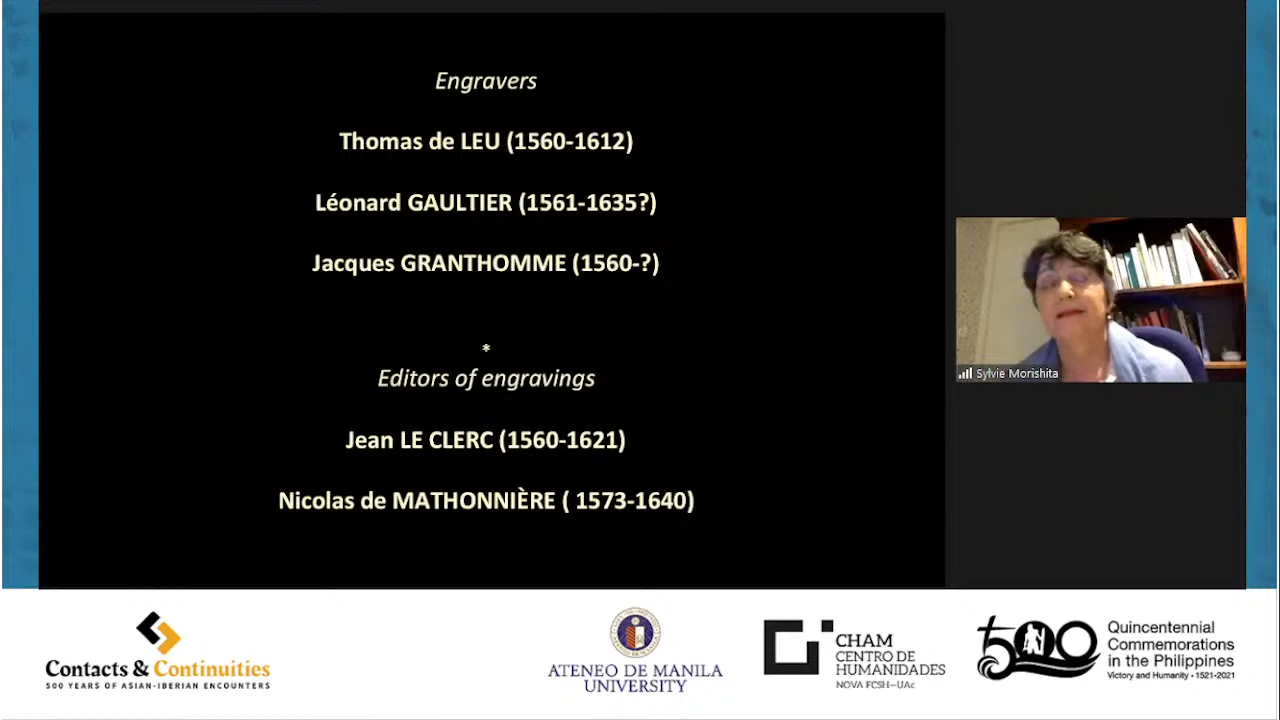 Engravers
Thomas de LEU (1560-1612)
Léonard GAULTIER (1561-1635?)
Jacques GRANTHOMME (1560-?)
*
Editors of engravings
Jean LE CLERC (1560-1621)
Nicolas de MATHONNIÈRE ( 1573-1640)
Sylvie Morishita
Contacts & Continuities
500 YEARS OF ASIAN-IBERIAN ENCOUNTERS
ATENEO DE MANILA
UNIVERSITY
CHAM
CENTRO DE
HUMANIDADES
NOVA FCSH—UAc
500
Quincentennial
Commemorations
in the Philippines
Victory and Humanity • 1521-2021